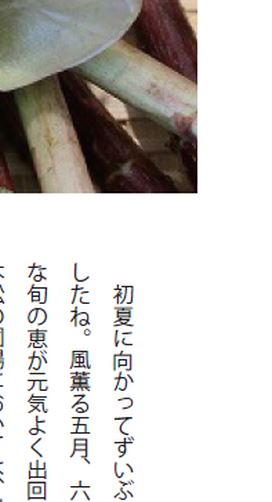 初夏に向かってずいぶ
したね。風薫る五月、六
な旬の恵が元気よく出回